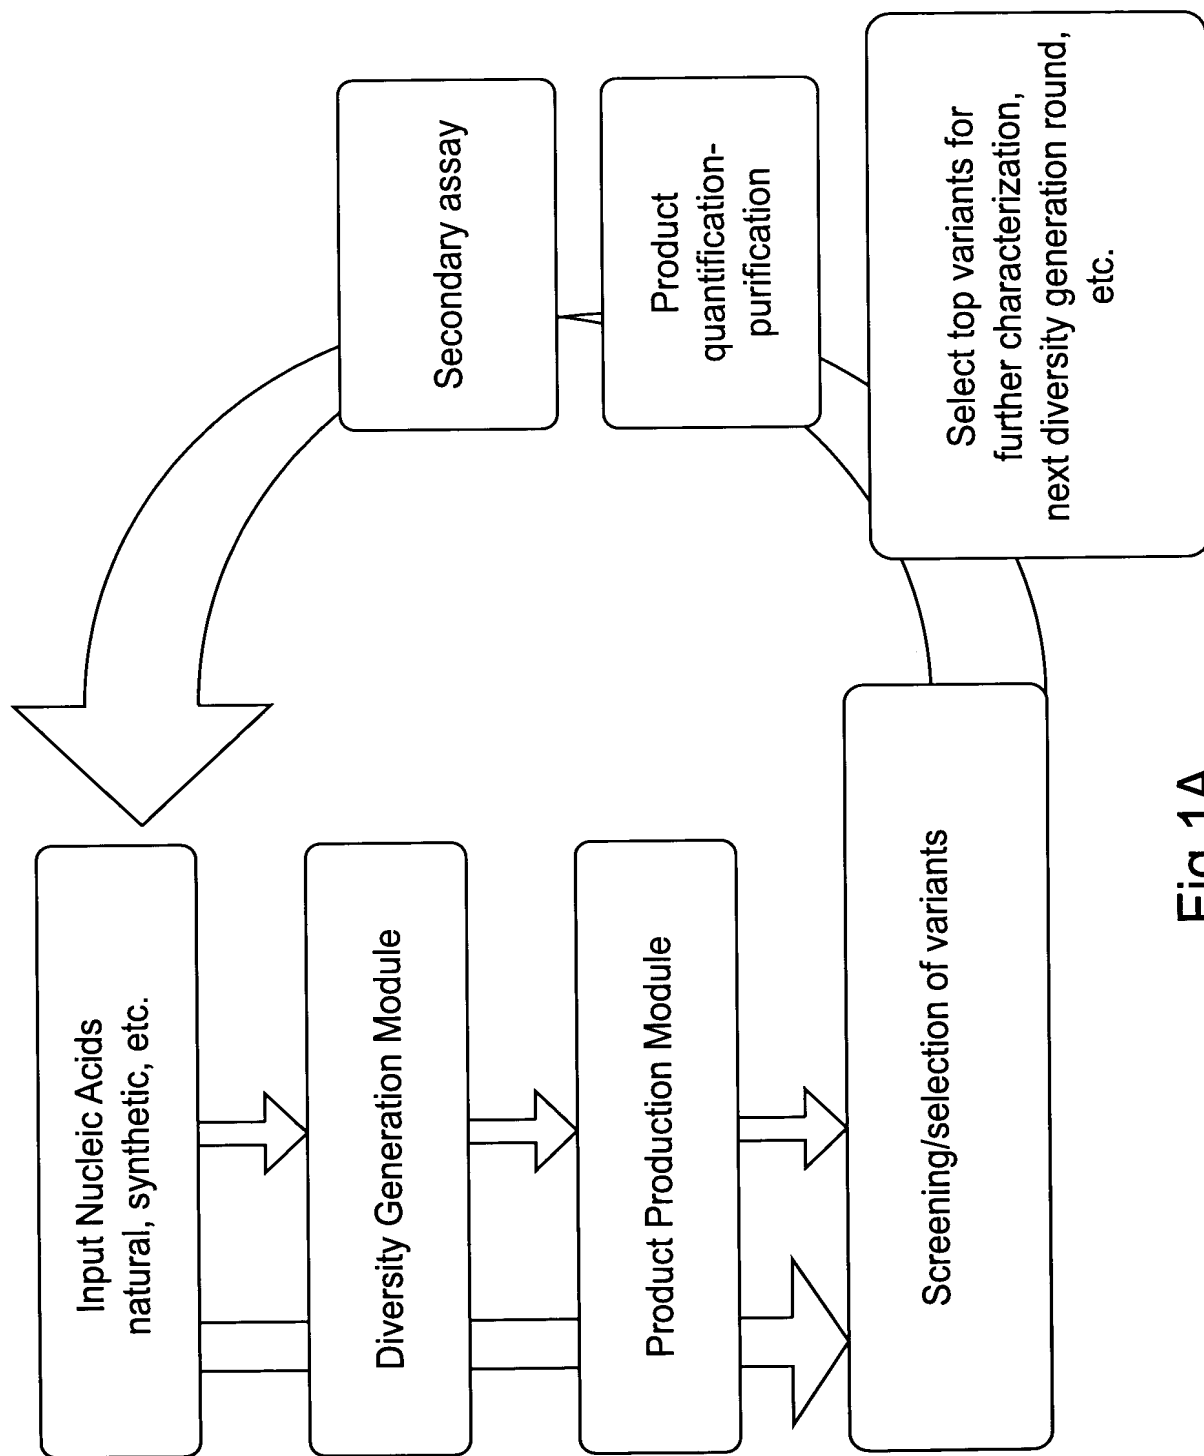 Input Nucleic Acids
natural, synthetic, etc.
Diversity Generation Module
Product Production Module
Screening/selection of variants
Secondary assay
Product
quantification-
purification
Select top variants for
further characterization,
next diversity generation round,
etc.
Fig.1A